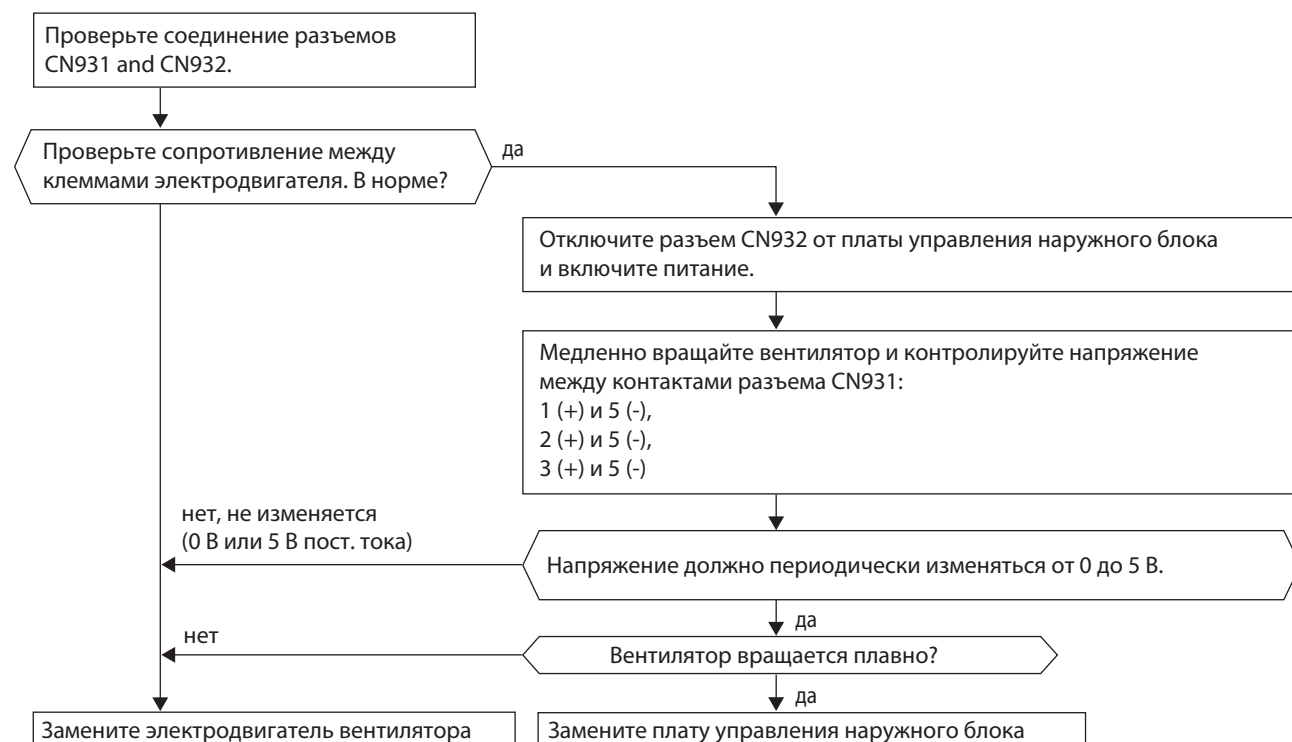 Проверьте соединение разъемов
CN931 and CN932.
Проверьте сопротивление между
клеммами электродвигателя. В норме?
да
Отключите разъем CN932 от платы управления наружного блока
и включите питание.
Медленно вращайте вентилятор и контролируйте напряжение
между контактами разъема CN931:
1 (+) и 5 (-),
2 (+) и 5 (-),
3 (+) и 5 (-)
нет, не изменяется
(0 В или 5 В пост. тока)
Напряжение должно периодически изменяться от 0 до 5 В.
да
нет
Вентилятор вращается плавно?
да
Замените электродвигатель вентилятора
Замените плату управления наружного блока